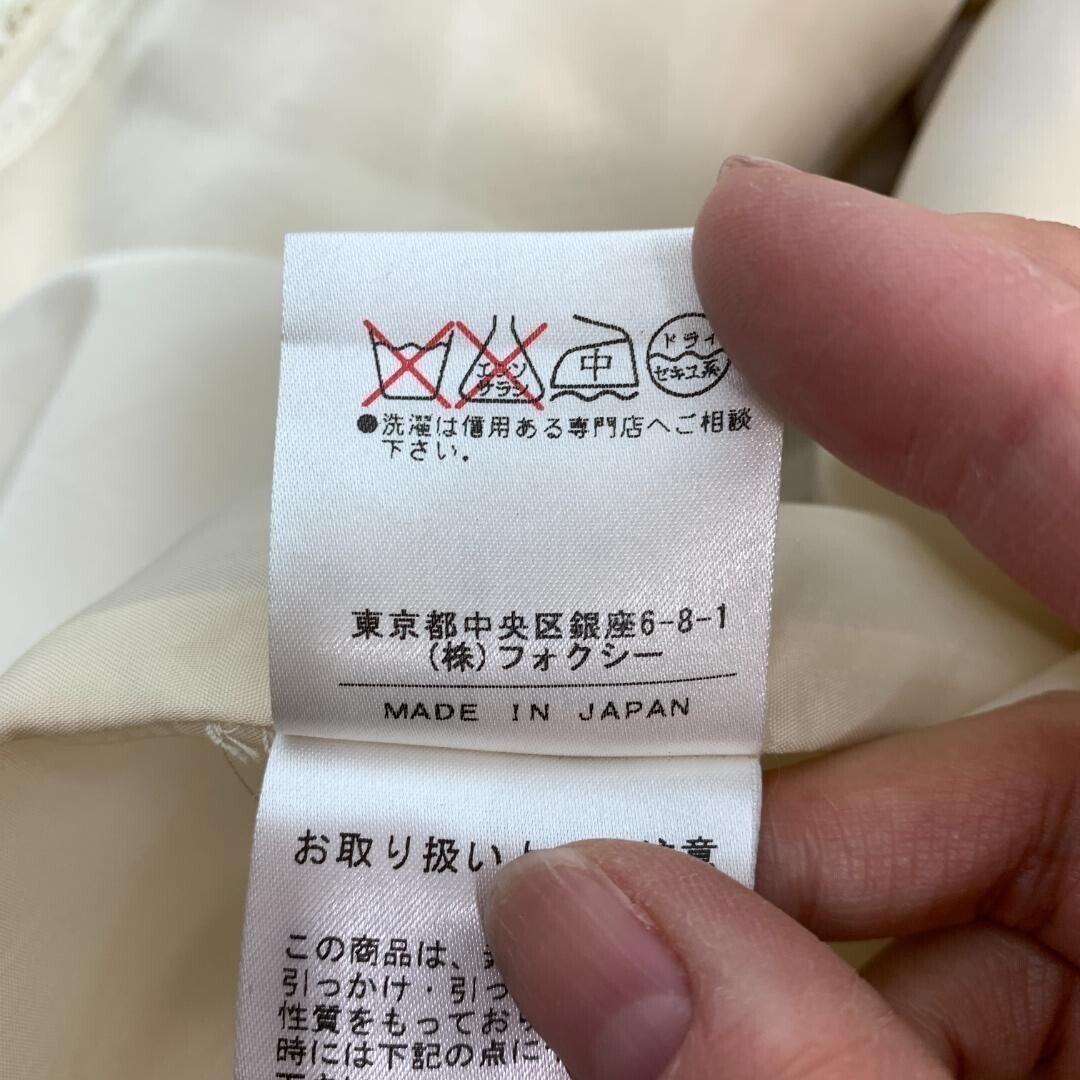 エンソ
サラシ
中
ドライ
セキユ系
●洗濯は信用ある専門店へご相談
下さい.
東京都中央区銀座6-8-1
(株)フォクシー
MADE IN JAPAN
お取り扱い 注意
この商品は、
引っかけ・引っ
性質をもってお
時には下記の点に